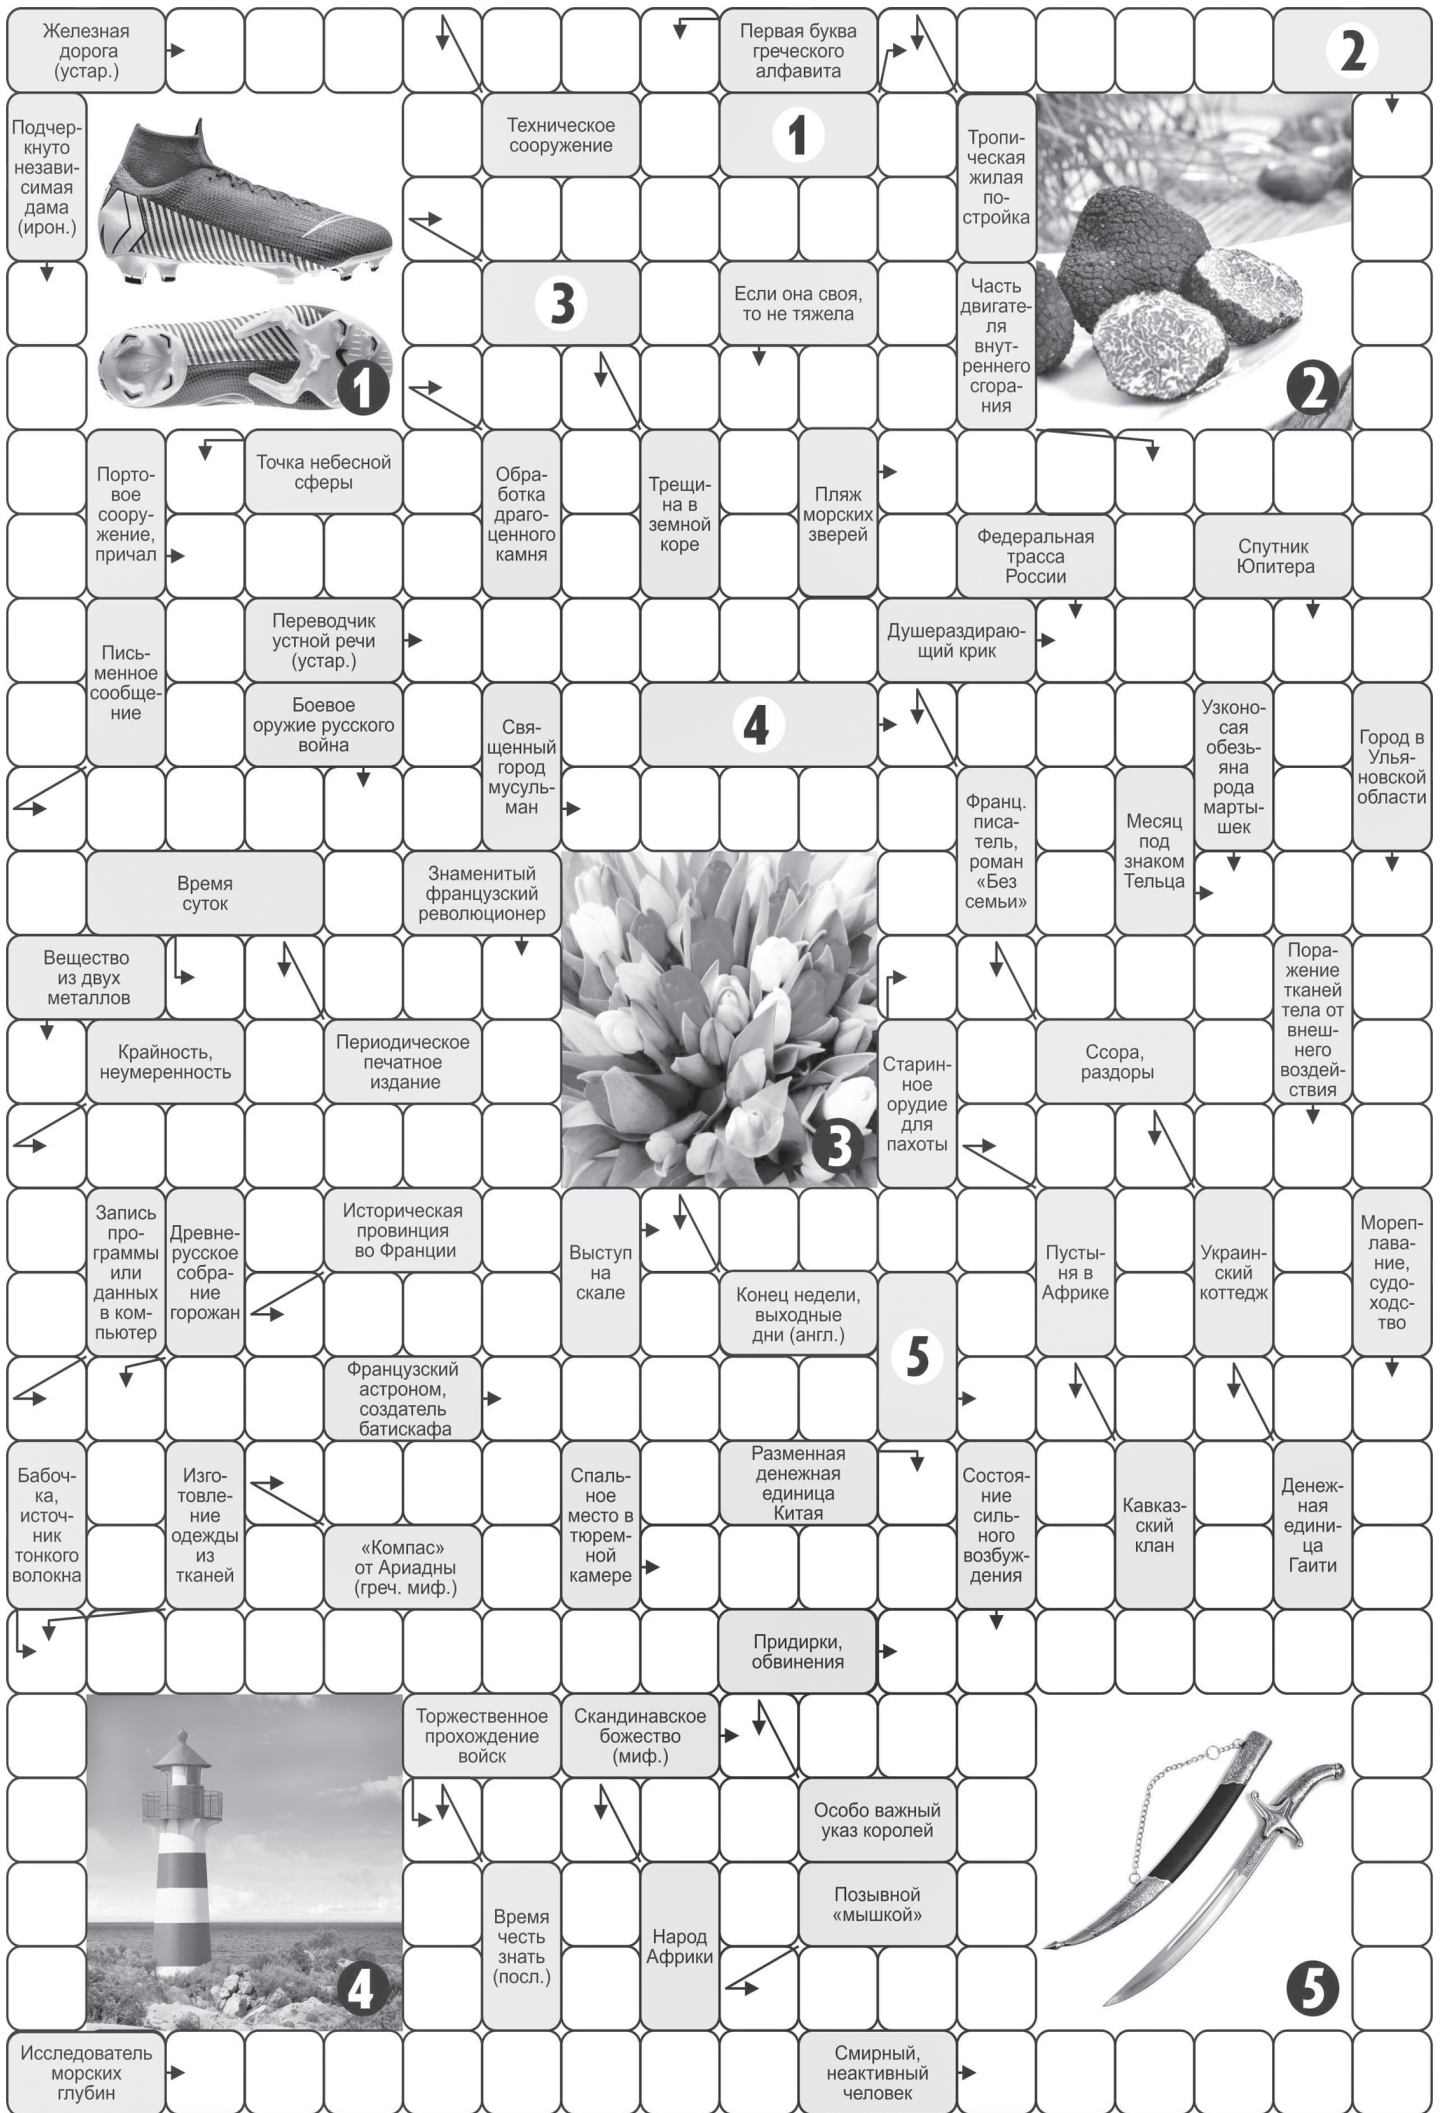 Железная
дорога
(устар.)
Первая буква
греческого
алфавита
2
Подчер-
кнуто
незави-
симая
дама
(ирон.)
Техническое
сооружение
1
Тропи-
ческая
жилая
по-
стройка
3
Если она своя,
то не тяжела
Часть
двигате-
ля
внут-
реннего
сгора-
ния
1
2
Порто-
вое
соору-
жение,
причал
Точка небесной
сферы
Обра-
ботка
драго-
ценного
камня
Трещи-
на в
земной
коре
Пляж
морских
зверей
Федеральная
трасса
России
Спутник
Юпитера
Пись-
менное
сообще-
ние
Переводчик
устной речи
(устар.)
Душераздираю-
щий крик
Боевое
оружие русского
война
Свя-
щенный
город
мусуль-
ман
4
Узконо-
сая
обезь-
яна
рода
марты-
шек
Город в
Улья-
новской
области
Франц.
писа-
тель,
роман
«Без
семьи»
Месяц
под
знаком
Тельца
Время
суток
Знаменитый
французский
революционер
Вещество
из двух
металлов
Пора-
жение
тканей
тела от
внеш-
него
воздей-
ствия
Крайность,
неумеренность
Периодическое
печатное
издание
3
Старин-
ное
орудие
для
пахоты
Ссора,
раздоры
Запись
про-
граммы
или
данных
в ком-
пьютер
Древне-
русское
собра-
ние
горожан
Историческая
провинция
во Франции
Выступ
на
скале
Конец недели,
выходные
дни (англ.)
5
Пусты-
ня в
Африке
Украин-
ский
коттедж
Мореп-
лава-
ние,
судо-
ходс-
тво
Французский
астроном,
создатель
батискафа
Бабоч-
ка,
источ-
ник
тонкого
волокна
Изго-
товле-
ние
одежды
из
тканей
«Компас»
от Ариадны
(греч. миф.)
Спаль-
ное
место в
тюрем-
ной
камере
Разменная
денежная
единица
Китая
Состоя-
ние
силь-
ного
возбуж-
дения
Кавказ-
ский
клан
Денеж-
ная
едини-
ца
Гаити
Придирки,
обвинения
Торжественное
прохождение
войск
Скандинавское
божество
(миф.)
Особо важный
указ королей
Время
честь
знать
(посл.)
Народ
Африки
Позывной
«мышкой»
4
5
Исследователь
морских
глубин
Смирный,
неактивный
человек